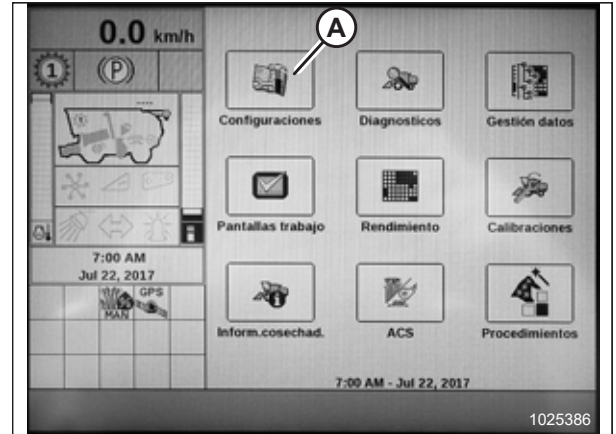 0.0 km/h
A
1
(P)
Configuraciones
Diagnosticos
Gestión datos
Pantallas trabajo
Rendimiento
Calibraciones
7:00 AM
Jul 22, 2017
MAN
GPS
Inform.cosechad.
ACS
Procedimientos
7:00 AM - Jul 22, 2017
1025386